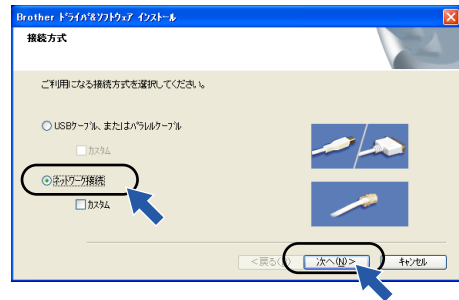 Brother ﾄﾞﾗｲﾊﾞ&ｿﾌﾄｳｪｱ ｲﾝｽﾄｰﾙ
接続方式
ご利用になる接続方式を選択してください。
USBｹｰﾌﾞﾙ、またはﾊﾟﾗﾚﾙｹｰﾌﾞﾙ
ｶｽﾀﾑ
ﾈｯﾄﾜｰｸ接続
ｶｽﾀﾑ
<戻る(
次へ(N)>
ｷｬﾝｾﾙ